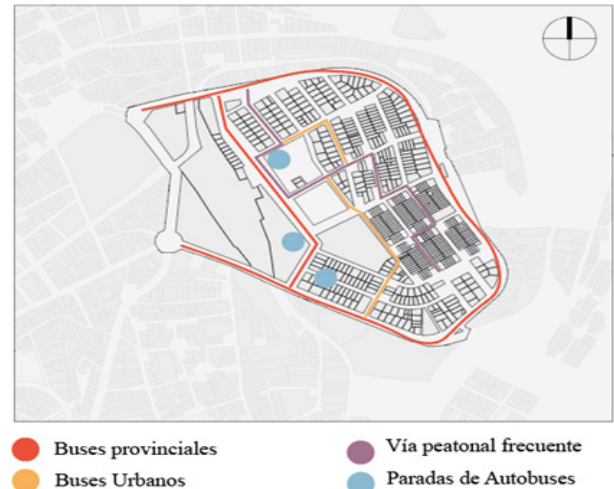 Buses provinciales
Vía peatonal frecuente
Buses Urbanos
Paradas de Autobuses